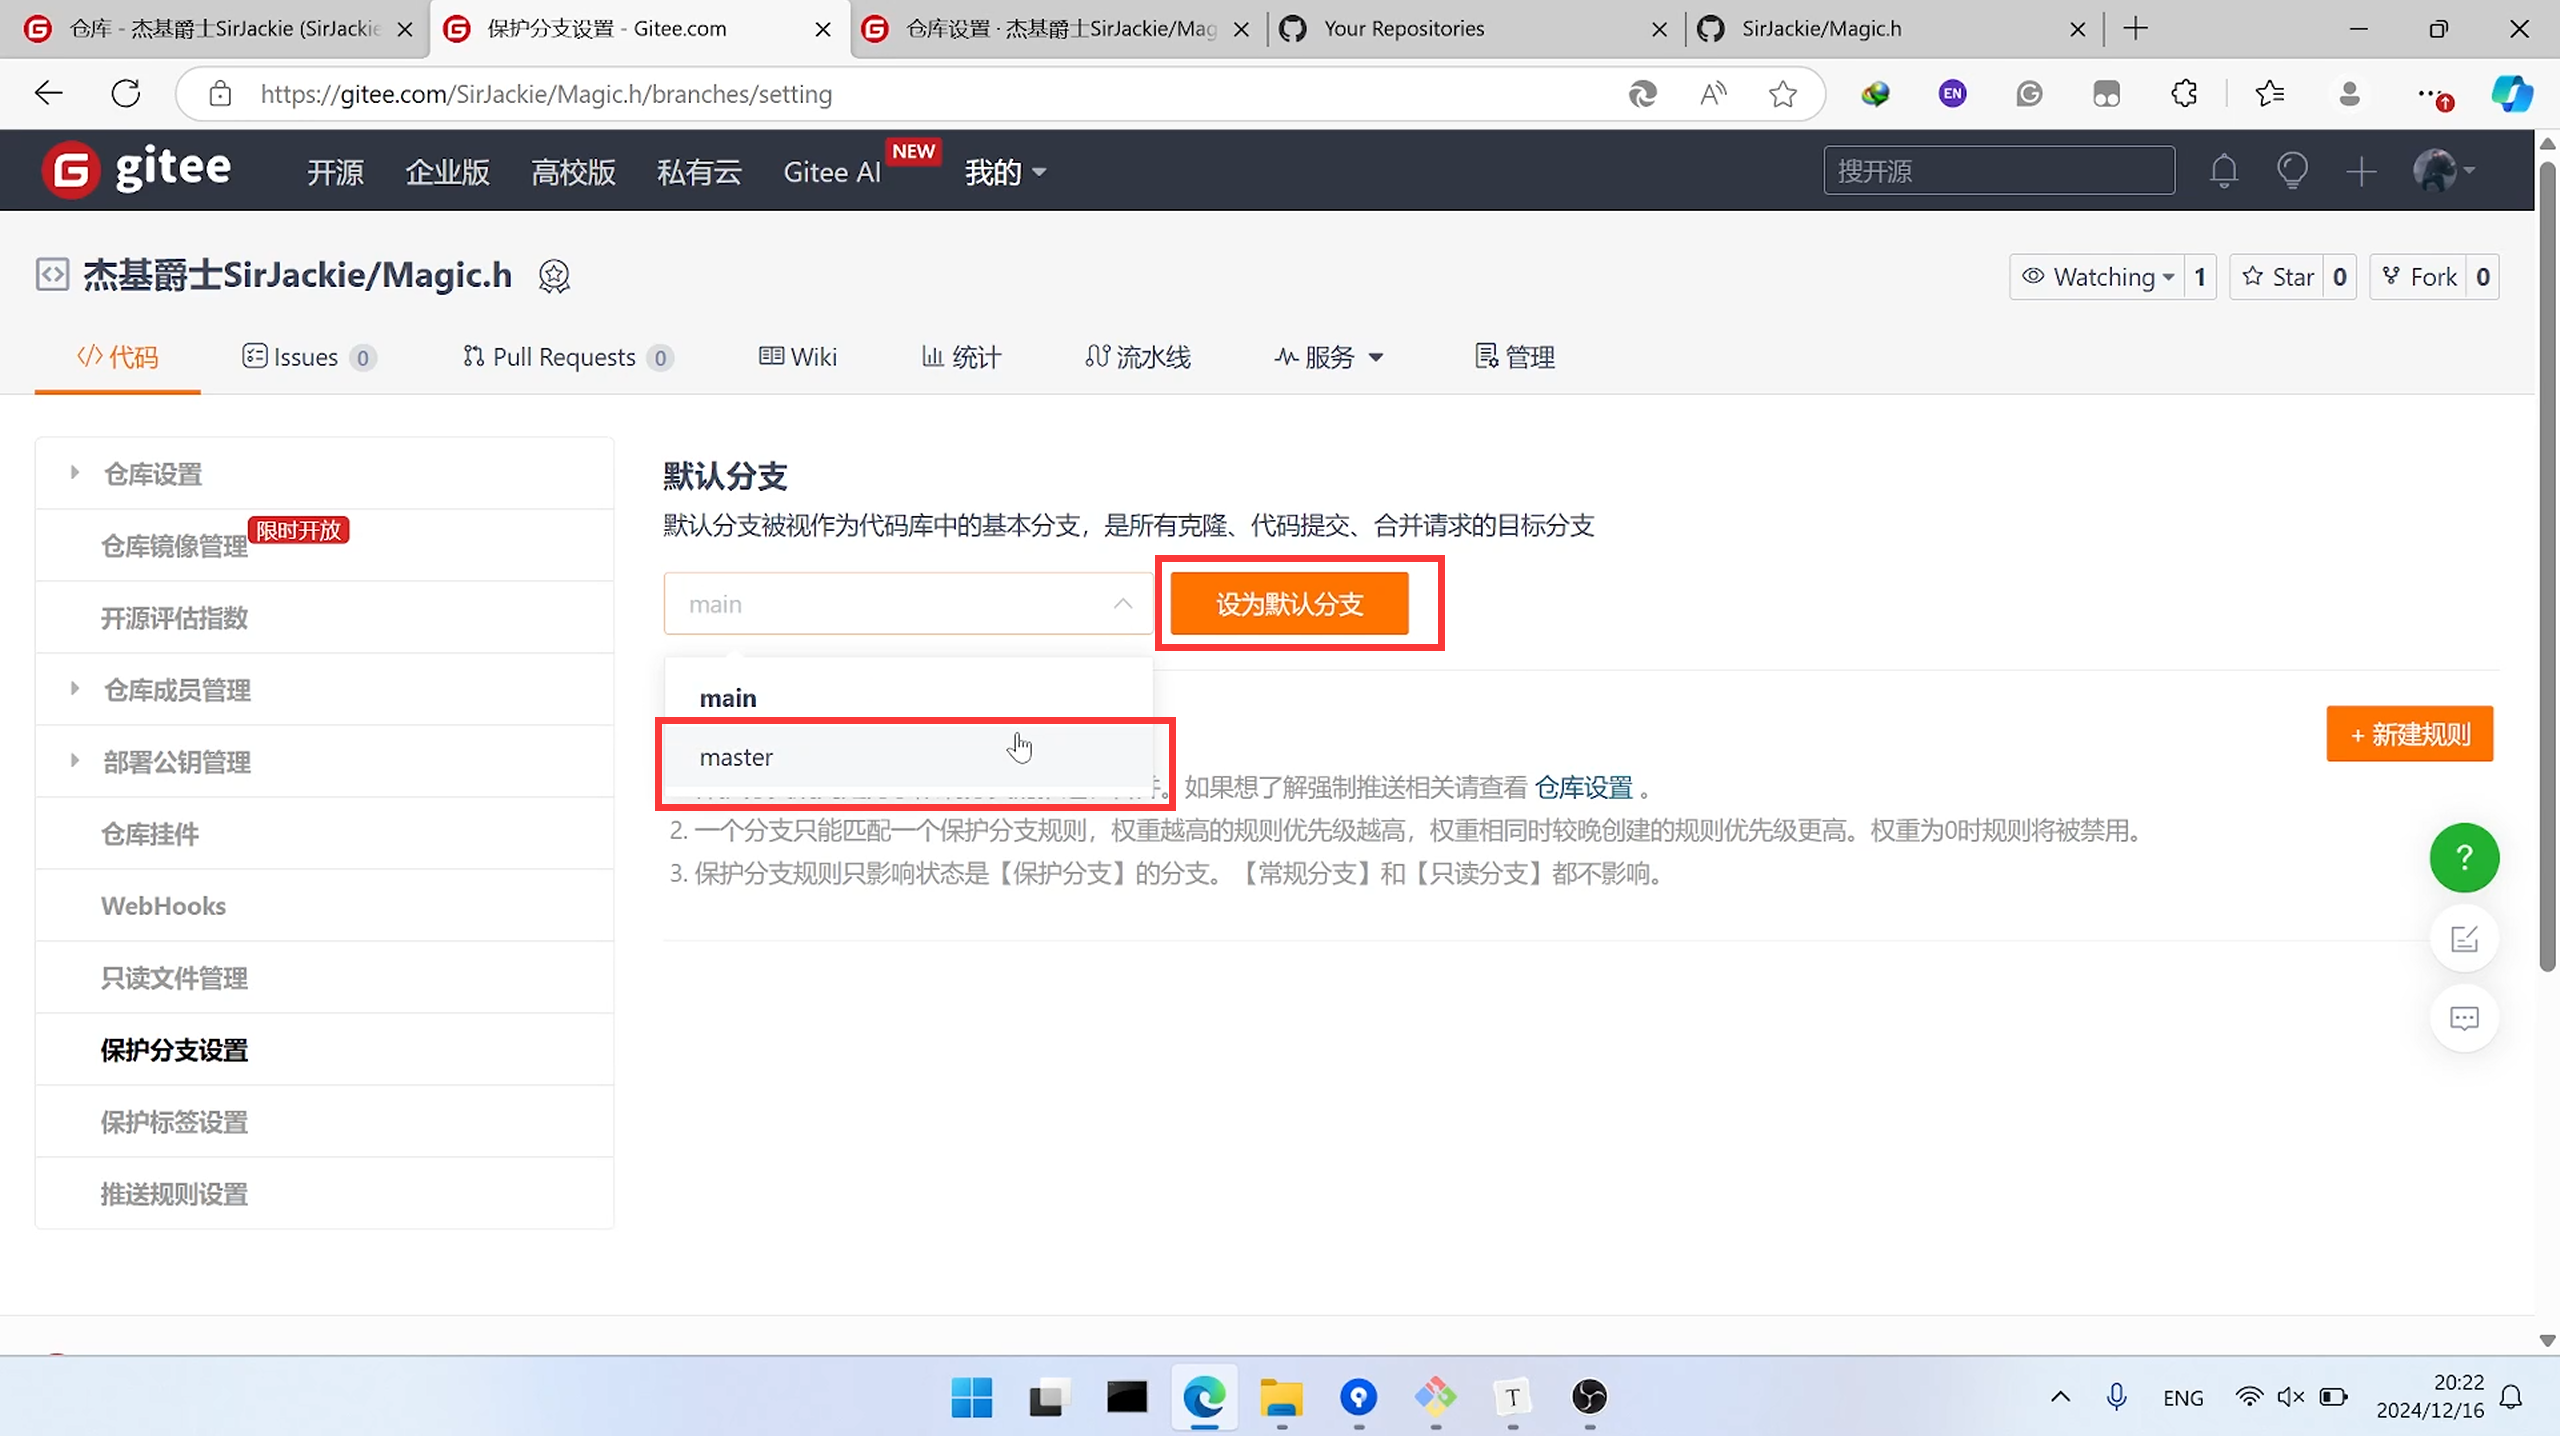 仓库 - 杰基爵士SirJackie (SirJackie
保护分支设置 - Gitee.com
仓库设置 · 杰基爵士SirJackie/Mag
Your Repositories
SirJackie/Magic.h
https://gitee.com/SirJackie/Magic.h/branches/setting
EN
gitee
开源
企业版
高校版
私有云
Gitee AI
NEW
我的
搜开源
杰基爵士SirJackie/Magic.h
Watching 1
Star 0
Fork 0
代码
Issues 0
Pull Requests 0
Wiki
统计
流水线
服务
管理
仓库设置
仓库镜像管理
限时开放
开源评估指数
仓库成员管理
部署公钥管理
仓库挂件
WebHooks
只读文件管理
保护分支设置
保护标签设置
推送规则设置
默认分支
默认分支被视作为代码库中的基本分支，是所有克隆、代码提交、合并请求的目标分支
main
设为默认分支
main
master
+ 新建规则
。如果想了解强制推送相关请查看 仓库设置 。
2. 一个分支只能匹配一个保护分支规则，权重越高的规则优先级越高，权重相同时较晚创建的规则优先级更高。权重为0时规则将被禁用。
3. 保护分支规则只影响状态是【保护分支】的分支。【常规分支】和【只读分支】都不影响。
?
T
ENG
20:22
2024/12/16